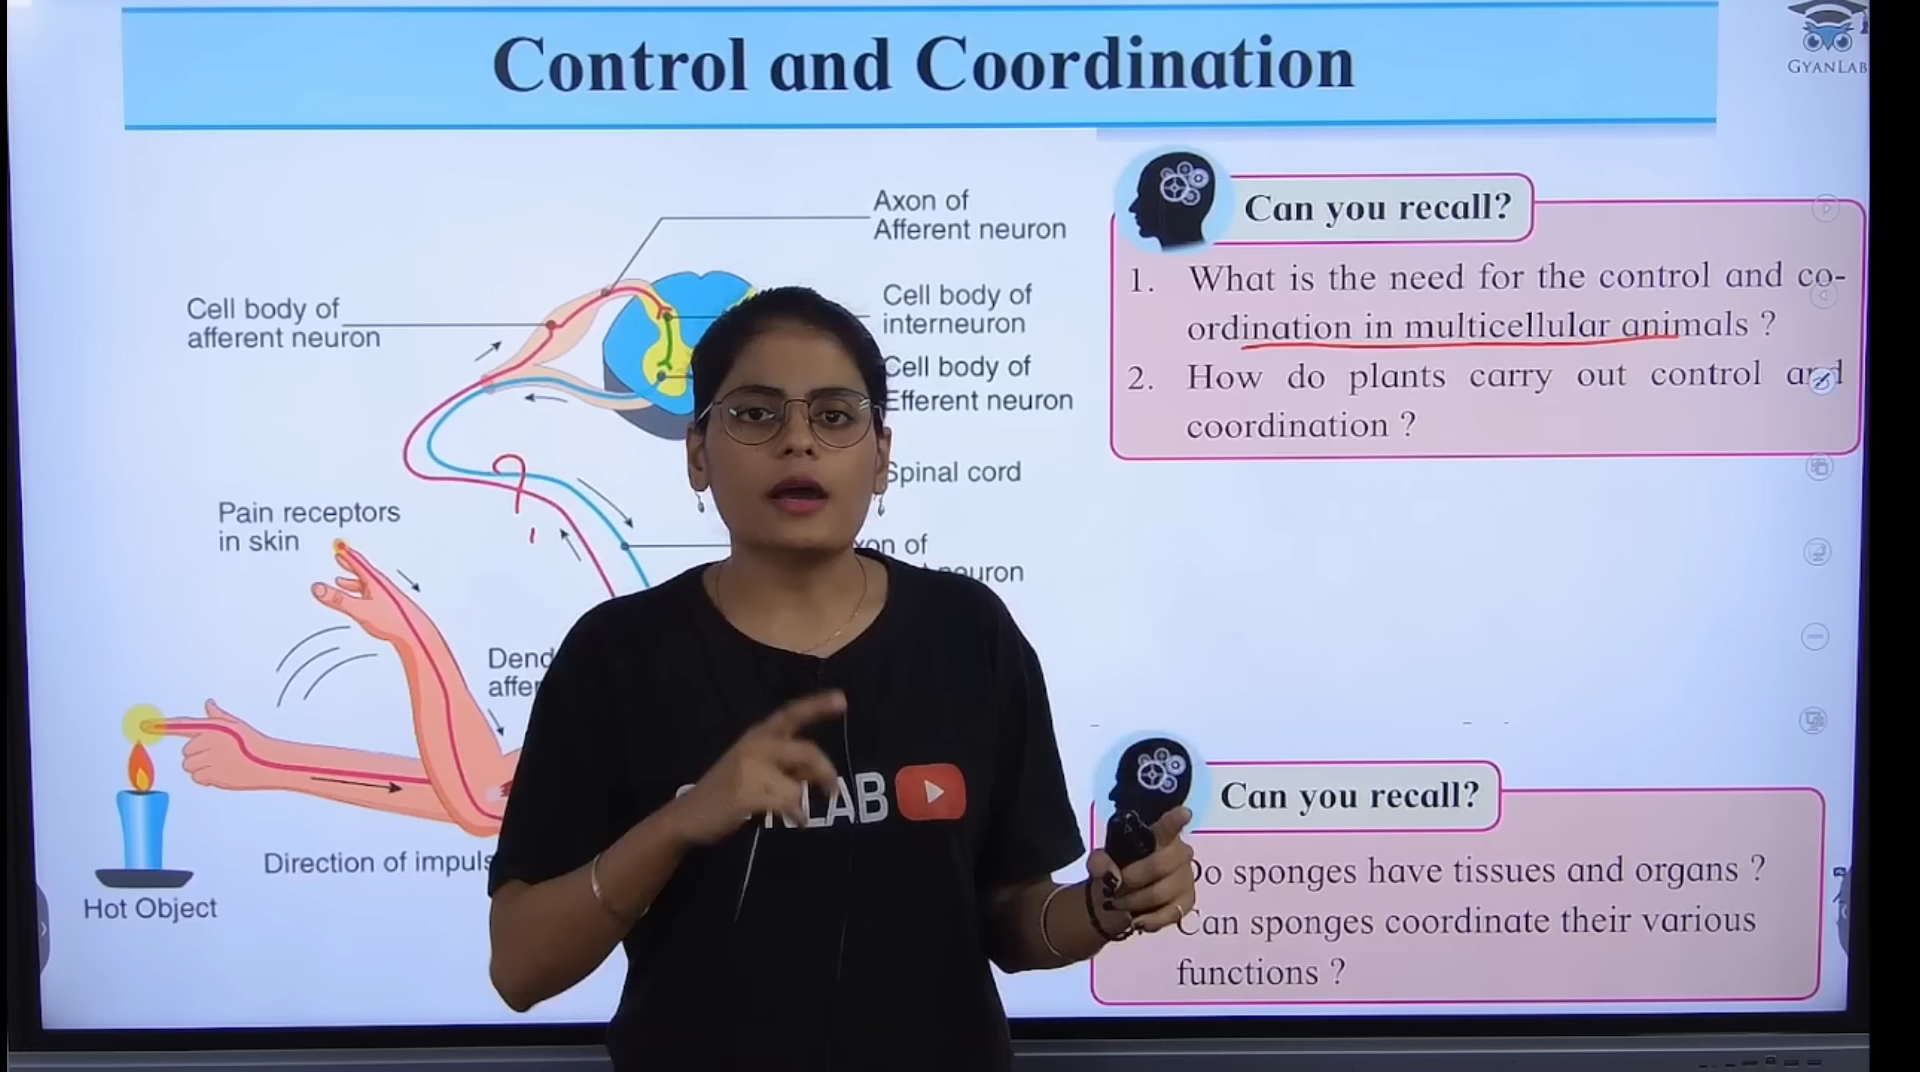 Control and Coordination
GYANLAB
Axon of
Afferent neuron
Cell body of
afferent neuron
Cell body of
interneuron
Cell body of
Efferent neuron
Spinal cord
Pain receptors
in skin
of
Direction of
Hot Object
Can you recall?
1. What is the need for the control and co-
ordination in multicellular animals ?
2. How do plants carry out control and
coordination ?
Can you recall?
Do sponges have tissues and organs ?
Can sponges coordinate their various
functions ?